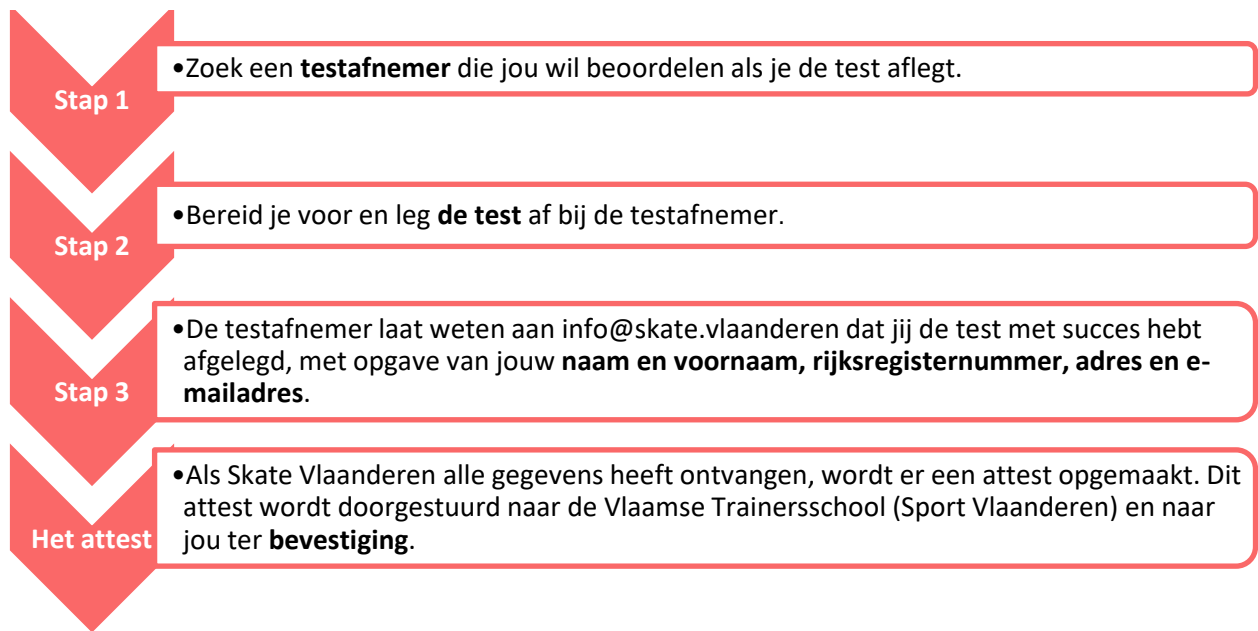 Stap 1
•Zoek een testafnemer die jou wil beoordelen als je de test aflegt.
Stap 2
•Bereid je voor en leg de test af bij de testafnemer.
Stap 3
•De testafnemer laat weten aan info@skate.vlaanderen dat jij de test met succes hebt
afgelegd, met opgave van jouw naam en voornaam, rijksregisternummer, adres en e-
mailadres.
Het attest
•Als Skate Vlaanderen alle gegevens heeft ontvangen, wordt er een attest opgemaakt. Dit
attest wordt doorgestuurd naar de Vlaamse Trainersschool (Sport Vlaanderen) en naar
jou ter bevestiging.